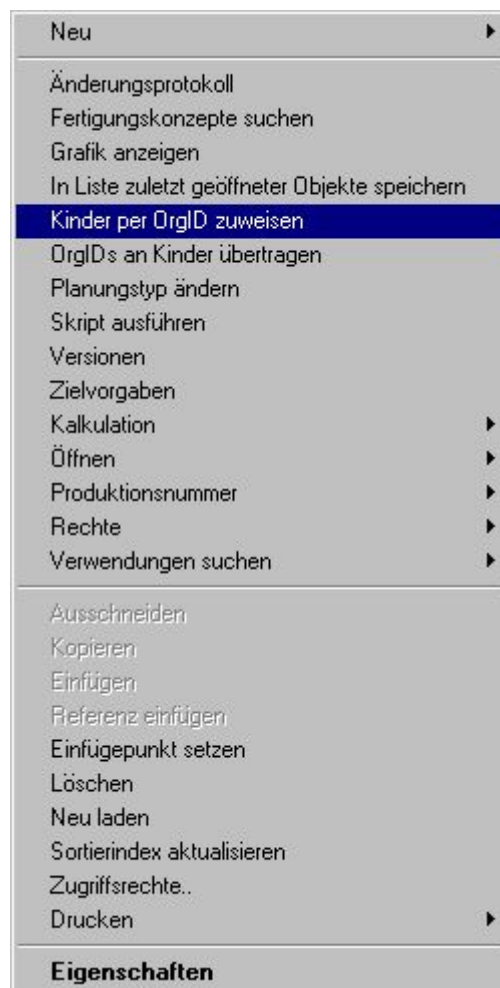 Neu
Änderungsprotokoll
Fertigungskonzepte suchen
Grafik anzeigen
In Liste zuletzt geöffneter Objekte speichern
Kinder per OrgID zuweisen
OrgIDs an Kinder übertragen
Planungstyp ändern
Skript ausführen
Versionen
Zielvorgaben
Kalkulation
Öffnen
Produktionsnummer
Rechte
Verwendungen suchen
Ausschneiden
Kopieren
Einfügen
Referenz einfügen
Einfügepunkt setzen
Löschen
Neu laden
Sortierindex aktualisieren
Zugriffsrechte..
Drucken
Eigenschaften